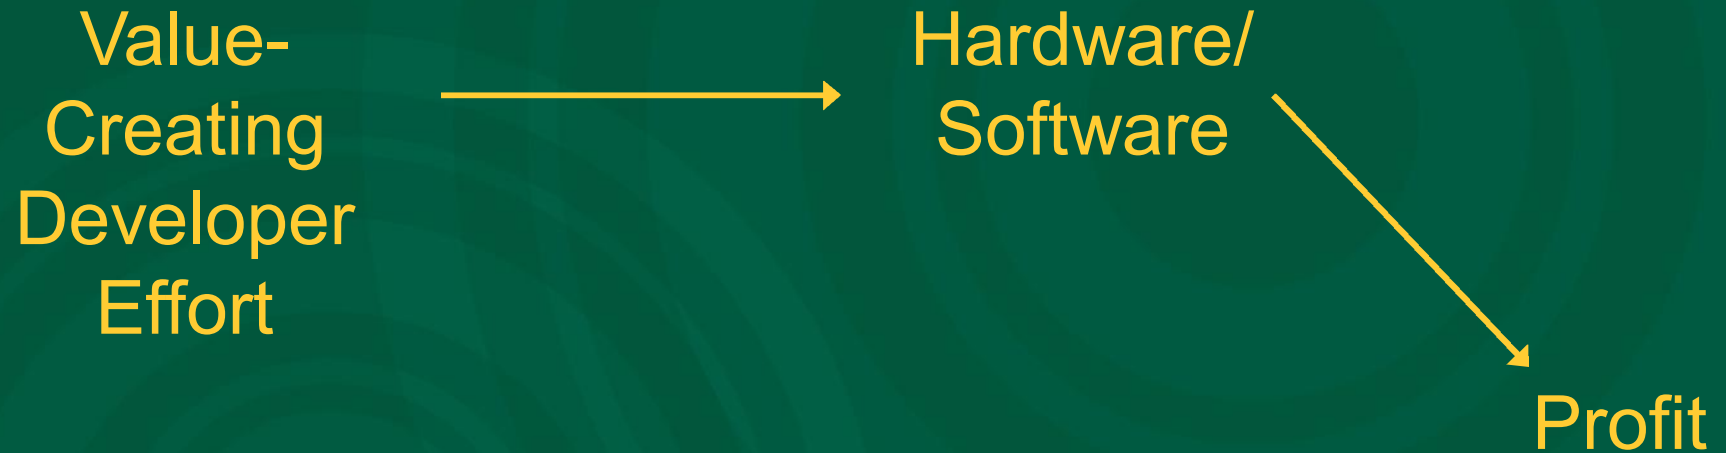 Value-
Creating
Developer
Effort
Hardware/
Software
Profit